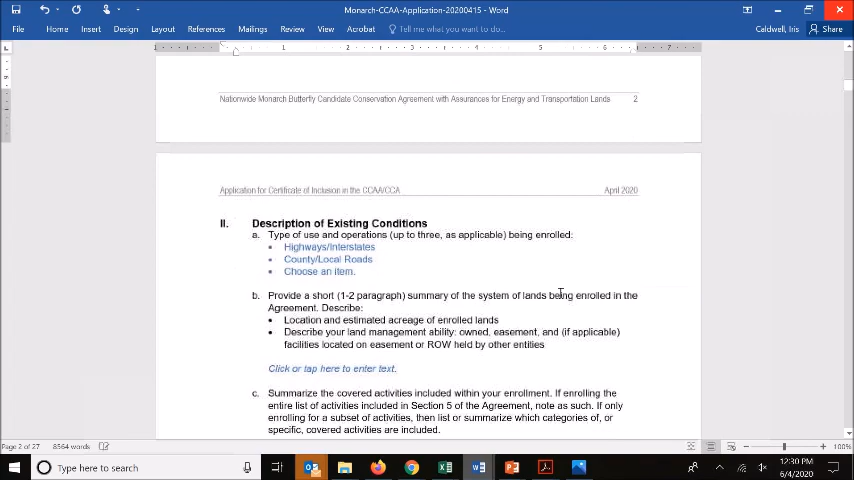 Monarch-CCAA-Application-20200415 - Word
File Home Insert Design Layout References Mailings Review View Acrobat Tell me what you want to do... Caldwell, Iris Share
1 1 2 3 4 5 6 7
Nationwide Monarch Butterfly Candidate Conservation Agreement with Assurances for Energy and Transportation Lands 2
Application for Certificate of Inclusion in the CCAA/CCA April 2020
II. Description of Existing Conditions
a. Type of use and operations (up to three, as applicable) being enrolled:
• Highways/Interstates
• County/Local Roads
• Choose an item.
b. Provide a short (1-2 paragraph) summary of the system of lands being enrolled in the
Agreement. Describe:
• Location and estimated acreage of enrolled lands
• Describe your land management ability: owned, easement, and (if applicable)
facilities located on easement or ROW held by other entities
Click or tap here to enter text.
c. Summarize the covered activities included within your enrollment. If enrolling the
entire list of activities included in Section 5 of the Agreement, note as such. If only
enrolling for a subset of activities, then list or summarize which categories of, or
specific, covered activities are included.
Page 2 of 27 8564 words 100%
Type here to search
12:30 PM
6/4/2020